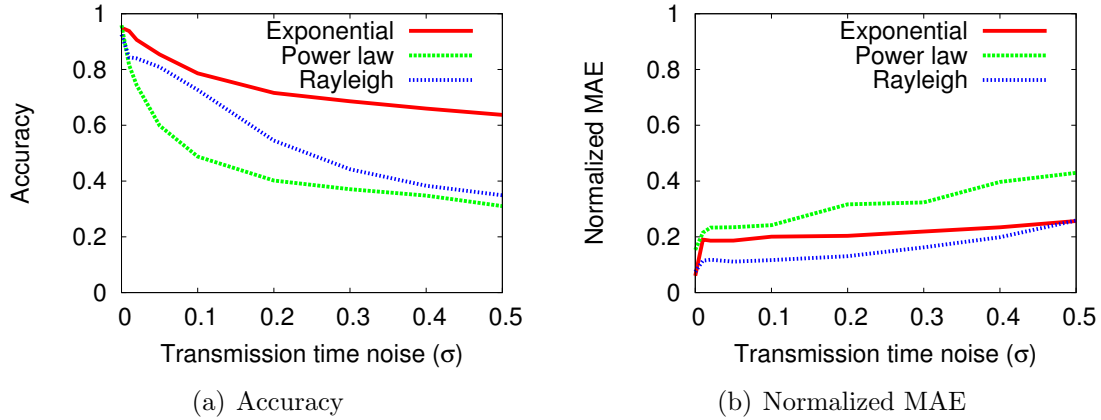 Accuracy
1
0.8
0.6
0.4
0.2
0
Exponential
Power law
Rayleigh
0 0.1 0.2 0.3 0.4 0.5
Transmission time noise (σ)
(a) Accuracy
Normalized MAE
1
0.8
0.6
0.4
0.2
0
Exponential
Power law
Rayleigh
0 0.1 0.2 0.3 0.4 0.5
Transmission time noise (σ)
(b) Normalized MAE